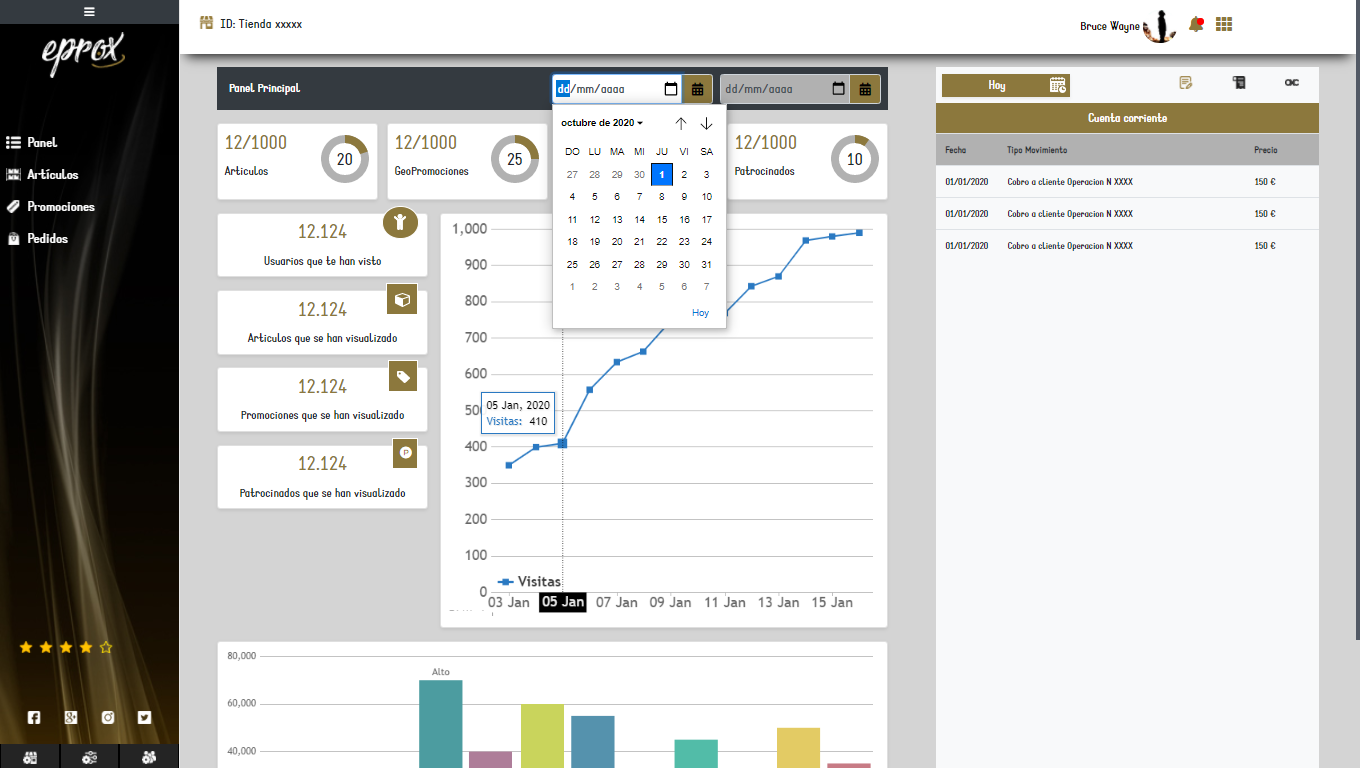 ID: Tienda xxxxx
Bruce Wayne
eprox
Panel
Artículos
Promociones
Pedidos
Panel Principal
dd/mm/aaaa
dd/mm/aaaa
octubre de 2020
DO LU MA MI JU VI SA
27 28 29 30 1 2 3
4 5 6 7 8 9 10
11 12 13 14 15 16 17
18 19 20 21 22 23 24
25 26 27 28 29 30 31
1 2 3 4 5 6 7
Hoy
12/1000
Articulos
20
12/1000
GeoPromociones
25
12/1000
Patrocinados
10
12.124
Usuarios que te han visto
12.124
Articulos que se han visualizado
12.124
Promociones que se han visualizado
12.124
P
Patrocinados que se han visualizado
1,000
900
800
700
600
500
400
300
200
100
0
05 Jan, 2020
Visitas: 410
Visitas
03 Jan 05 Jan 07 Jan 09 Jan 11 Jan 13 Jan 15 Jan
80,000
60,000
40,000
Alto
Hoy
Cuenta corriente
Fecha Tipo Movimiento Precio
01/01/2020 Cobro a cliente Operacion N XXXX 150 €
01/01/2020 Cobro a cliente Operacion N XXXX 150 €
01/01/2020 Cobro a cliente Operacion N XXXX 150 €